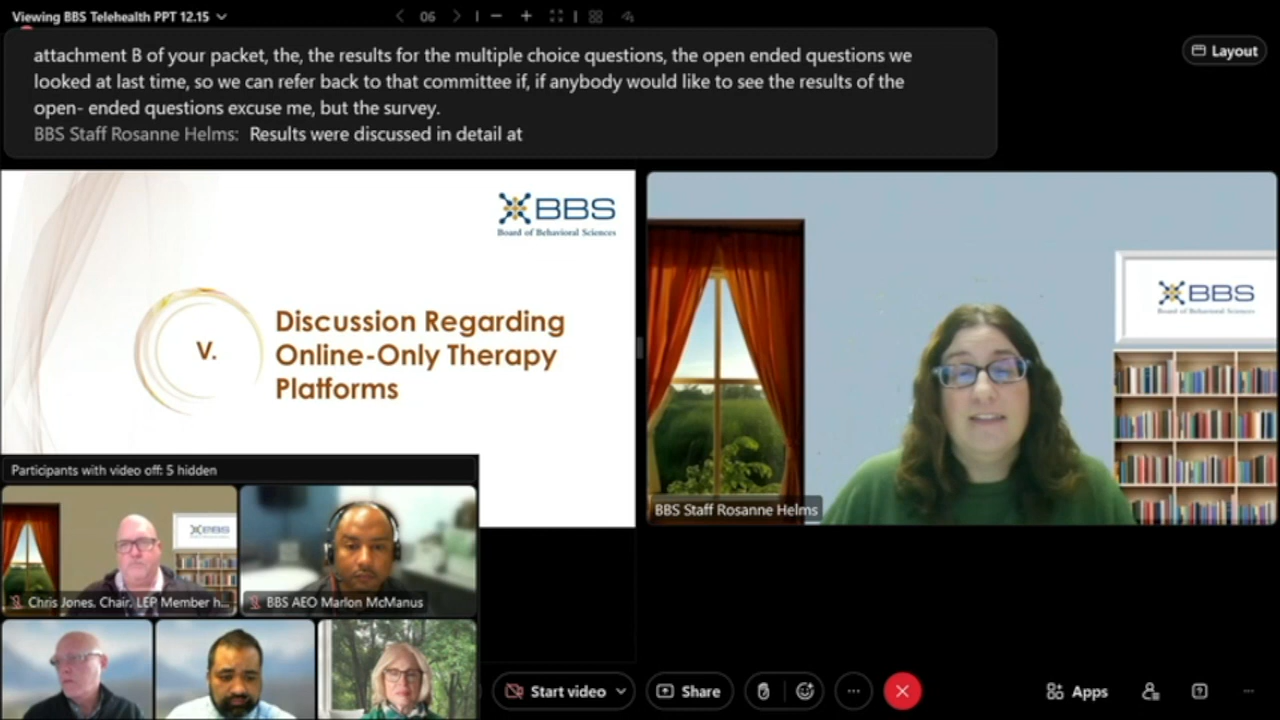 Viewing BBS Telehealth PPT 12.15
06
attachment B of your packet, the, the results for the multiple choice questions, the open ended questions we
looked at last time, so we can refer back to that committee if, if anybody would like to see the results of the
open- ended questions excuse me, but the survey.
BBS Staff Rosanne Helms: Results were discussed in detail at
Layout
BBS
Board of Behavioral Sciences
V.
Discussion Regarding
Online-Only Therapy
Platforms
BBS
Board of Behavioral Sciences
BBS Staff Rosanne Helms
Participants with video off: 5 hidden
BBS
Chris Jones, Chair, LEP Member h...
BBS AEO Marlon McManus
Start video
Share
Apps